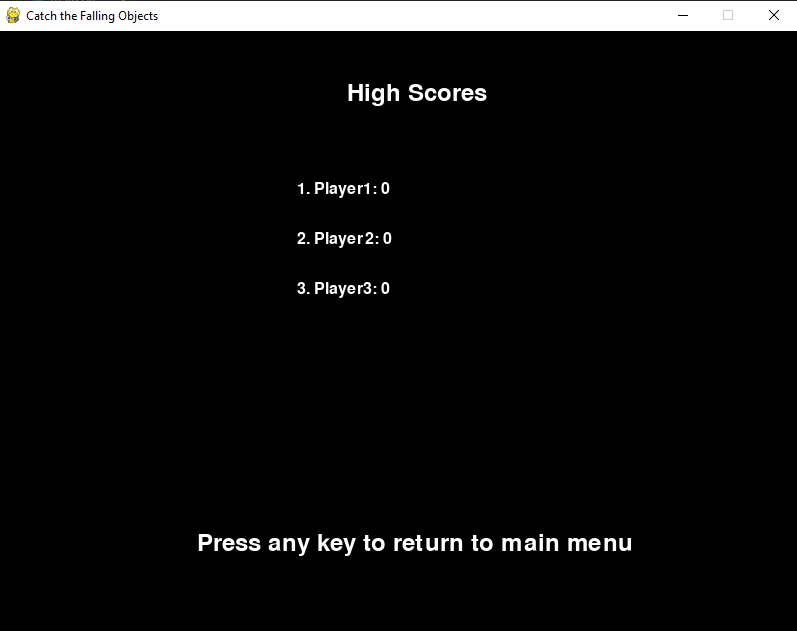 Catch the Falling Objects
High Scores
1. Player1: 0
2. Player2: 0
3. Player3: 0
Press any key to return to main menu